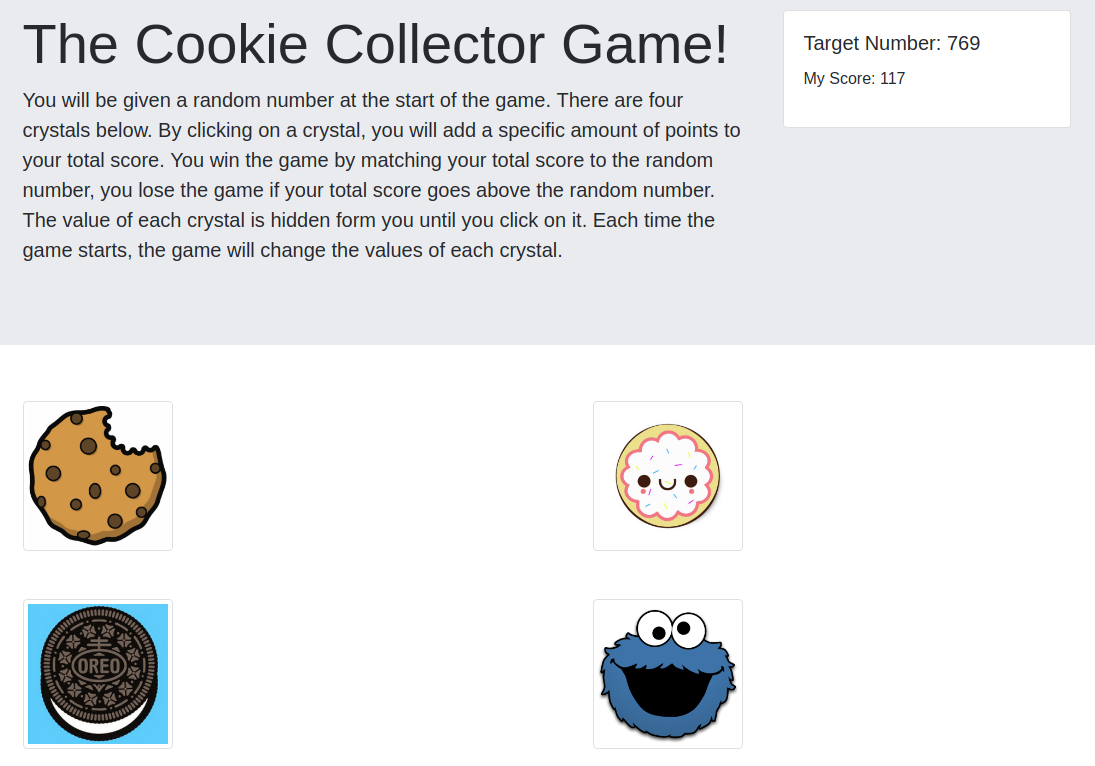 The Cookie Collector Game!
You will be given a random number at the start of the game. There are four
crystals below. By clicking on a crystal, you will add a specific amount of points to
your total score. You win the game by matching your total score to the random
number, you lose the game if your total score goes above the random number.
The value of each crystal is hidden form you until you click on it. Each time the
game starts, the game will change the values of each crystal.
Target Number: 769
My Score: 117
OREO